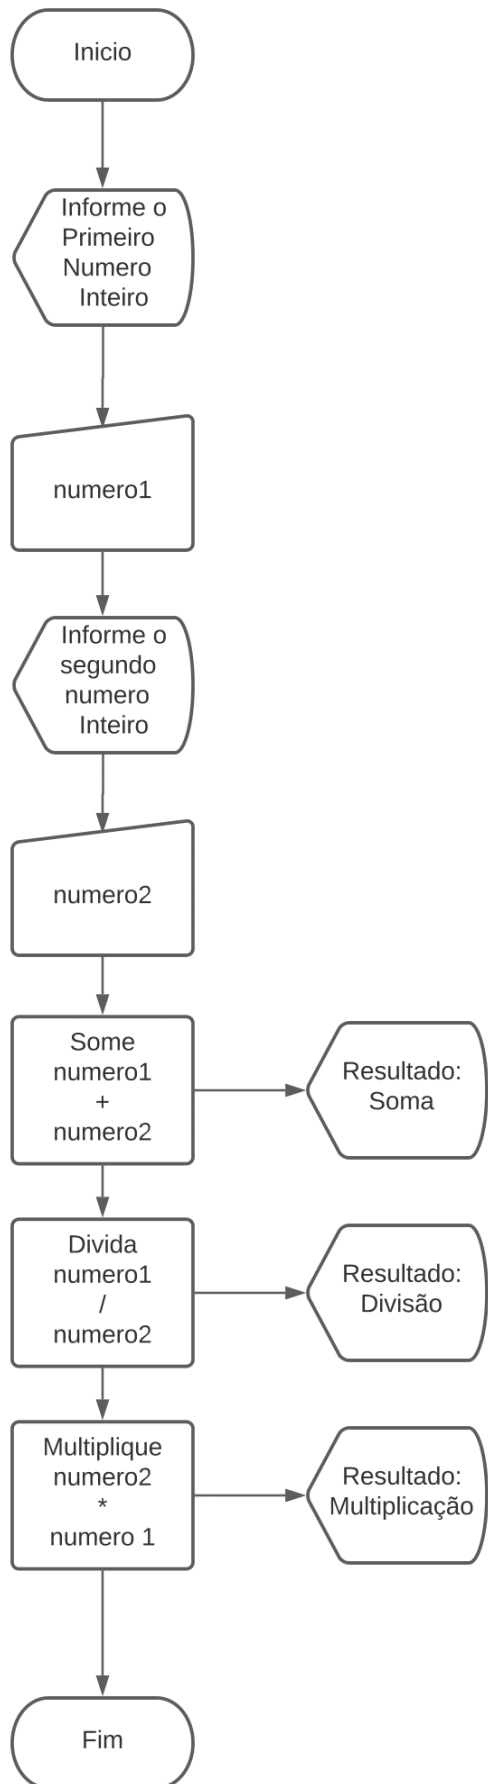 Inicio
Informe o
Primeiro
Numero
Inteiro
numero1
Informe o
segundo
numero
Inteiro
numero2
Some
numero1
+
numero2
Resultado:
Soma
Divida
numero1
/
numero2
Resultado:
Divisão
Multiplique
numero2
*
numero 1
Resultado:
Multiplicação
Fim